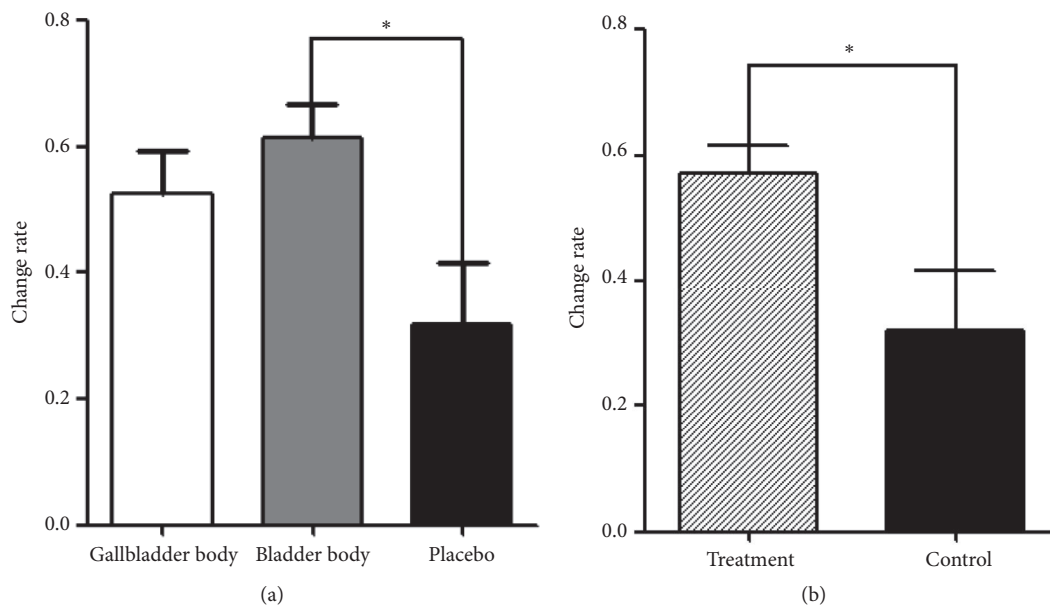 0.8
*
0.6
0.4
0.2
0.0
Change rate
Gallbladder body
Bladder body
Placebo
(a)
0.8
*
0.6
0.4
0.2
0.0
Change rate
Treatment
Control
(b)